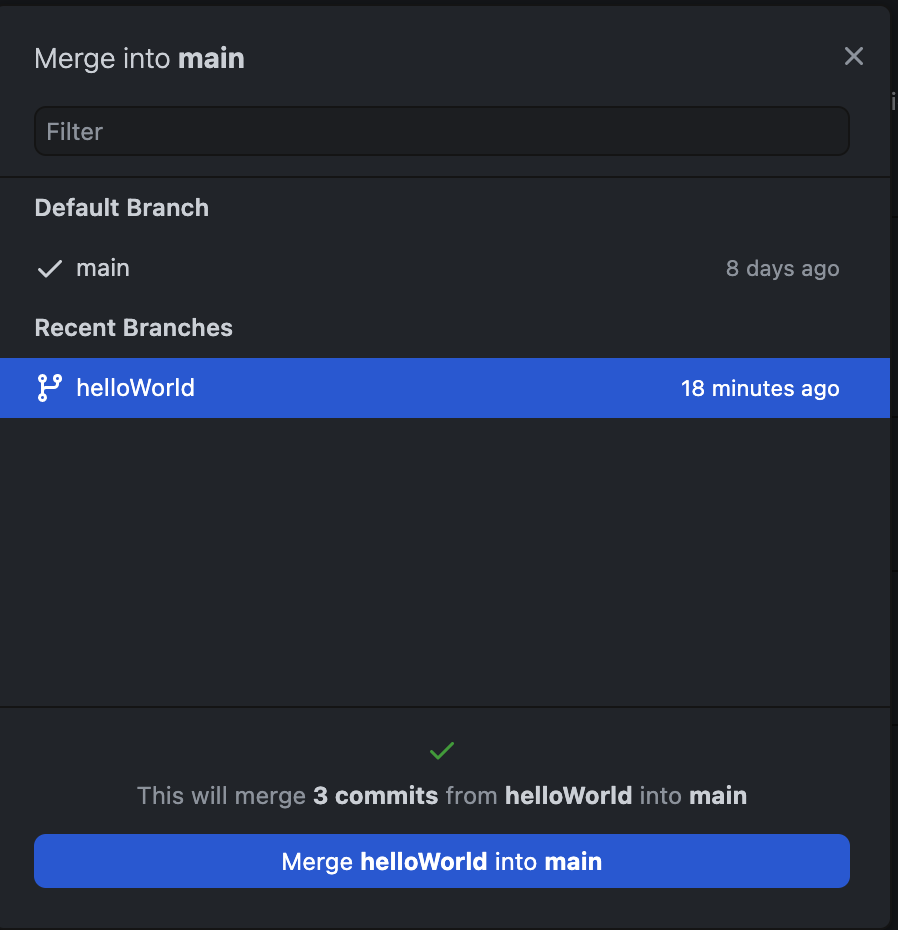 Merge into main
Filter
Default Branch
main 8 days ago
Recent Branches
helloWorld 18 minutes ago
This will merge 3 commits from helloWorld into main
Merge helloWorld into main